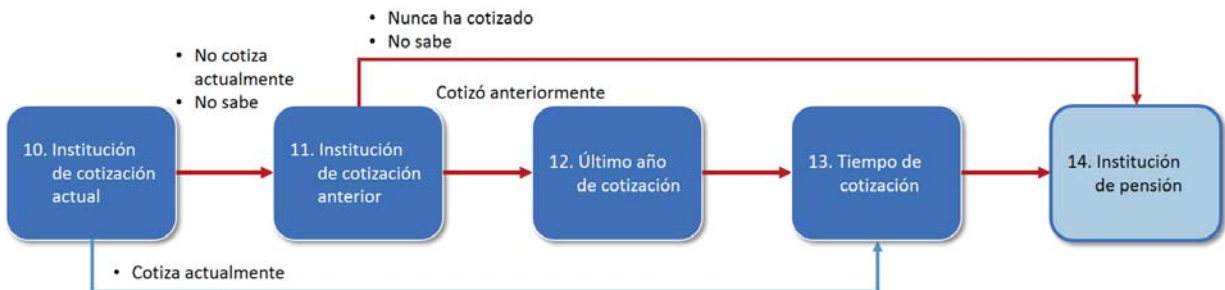 • Nunca ha cotizado
• No sabe
• No cotiza
actualmente
• No sabe
Cotizó anteriormente
10. Institución
de cotización
actual
11. Institución
de cotización
anterior
12. Último año
de cotización
13. Tiempo de
cotización
14. Institución
de pensión
• Cotiza actualmente